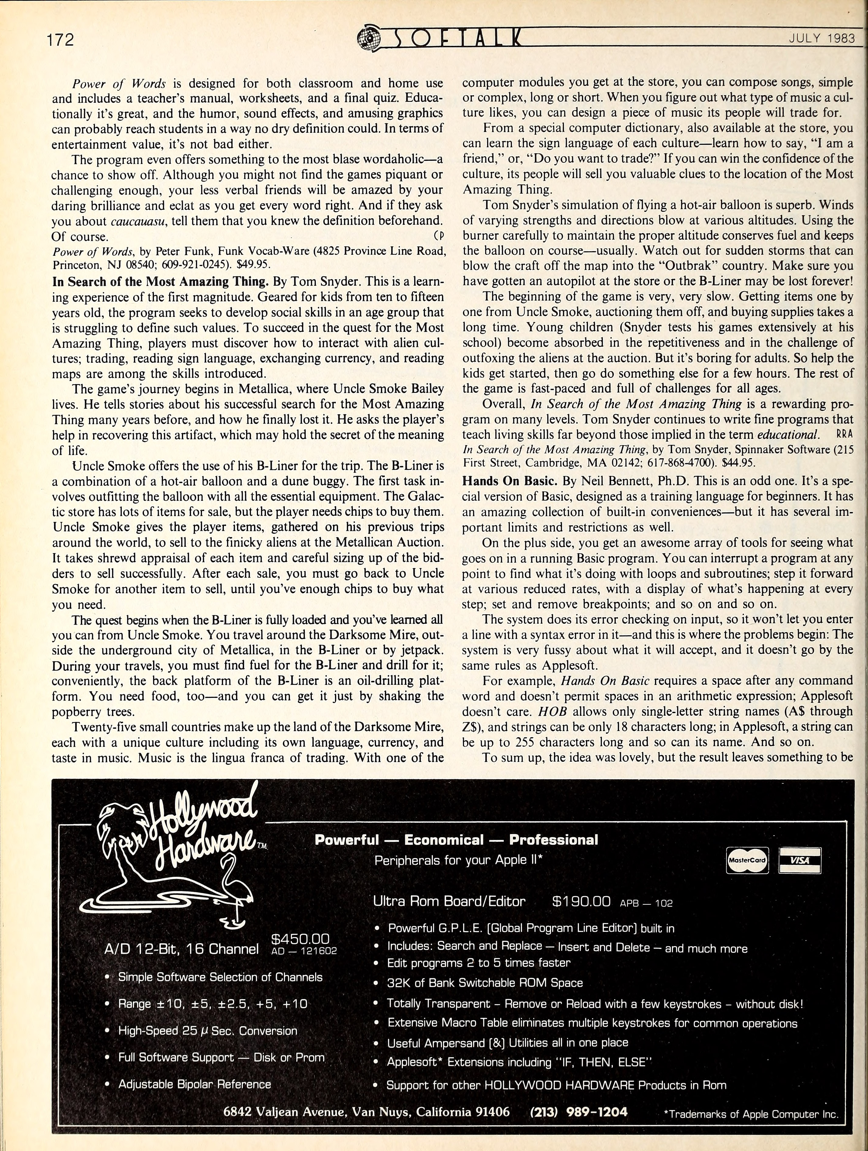 172
SOFTALK
JULY 1983
Power of Words is designed for both classroom and home use
and includes a teacher's manual, worksheets, and a final quiz. Educa-
tionally it's great, and the humor, sound effects, and amusing graphics
can probably reach students in a way no dry definition could. In terms of
entertainment value, it's not bad either.
The program even offers something to the most blase wordaholic—a
chance to show off. Although you might not find the games piquant or
challenging enough, your less verbal friends will be amazed by your
daring brilliance and eclat as you get every word right. And if they ask
you about caucauasu, tell them that you knew the definition beforehand.
Of course.
Power of Words, by Peter Funk, Funk Vocab-Ware (4825 Province Line Road,
Princeton, NJ 08540; 609-921-0245). $49.95.
In Search of the Most Amazing Thing. By Tom Snyder. This is a learn-
ing experience of the first magnitude. Geared for kids from ten to fifteen
years old, the program seeks to develop social skills in an age group that
is struggling to define such values. To succeed in the quest for the Most
Amazing Thing, players must discover how to interact with alien cul-
tures; trading, reading sign language, exchanging currency, and reading
maps are among the skills introduced.
The game's journey begins in Metallica, where Uncle Smoke Bailey
lives. He tells stories about his successful search for the Most Amazing
Thing many years before, and how he finally lost it. He asks the player's
help in recovering this artifact, which may hold the secret of the meaning
of life.
Uncle Smoke offers the use of his B-Liner for the trip. The B-Liner is
a combination of a hot-air balloon and a dune buggy. The first task in-
volves outfitting the balloon with all the essential equipment. The Galac-
tic store has lots of items for sale, but the player needs chips to buy them.
Uncle Smoke gives the player items, gathered on his previous trips
around the world, to sell to the finicky aliens at the Metallican Auction.
It takes shrewd appraisal of each item and careful sizing up of the bid-
ders to sell successfully. After each sale, you must go back to Uncle
Smoke for another item to sell, until you've enough chips to buy what
you need.
The quest begins when the B-Liner is fully loaded and you've learned all
you can from Uncle Smoke. You travel around the Darksome Mire, out-
side the underground city of Metallica, in the B-Liner or by jetpack.
During your travels, you must find fuel for the B-Liner and drill for it;
conveniently, the back platform of the B-Liner is an oil-drilling plat-
form. You need food, too—and you can get it just by shaking the
popberry trees.
Twenty-five small countries make up the land of the Darksome Mire,
each with a unique culture including its own language, currency, and
taste in music. Music is the lingua franca of trading. With one of the
computer modules you get at the store, you can compose songs, simple
or complex, long or short. When you figure out what type of music a cul-
ture likes, you can design a piece of music its people will trade for.
From a special computer dictionary, also available at the store, you
can learn the sign language of each culture—learn how to say, "I am a
friend," or, "Do you want to trade?" If you can win the confidence of the
culture, its people will sell you valuable clues to the location of the Most
Amazing Thing.
Tom Snyder's simulation of flying a hot-air balloon is superb. Winds
of varying strengths and directions blow at various altitudes. Using the
burner carefully to maintain the proper altitude conserves fuel and keeps
the balloon on course—usually. Watch out for sudden storms that can
blow the craft off the map into the "Outbrak" country. Make sure you
have gotten an autopilot at the store or the B-Liner may be lost forever!
The beginning of the game is very, very slow. Getting items one by
one from Uncle Smoke, auctioning them off, and buying supplies takes a
long time. Young children (Snyder tests his games extensively at his
school) become absorbed in the repetitiveness and in the challenge of
outfoxing the aliens at the auction. But it's boring for adults. So help the
kids get started, then go do something else for a few hours. The rest of
the game is fast-paced and full of challenges for all ages.
Overall, In Search of the Most Amazing Thing is a rewarding pro-
gram on many levels. Tom Snyder continues to write fine programs that
teach living skills far beyond those implied in the term educational. RRA
In Search of the Most Amazing Thing, by Tom Snyder, Spinnaker Software (215
First Street, Cambridge, MA 02142; 617-868-4700). $44.95.
Hands On Basic. By Neil Bennett, Ph.D. This is an odd one. It's a spe-
cial version of Basic, designed as a training language for beginners. It has
an amazing collection of built-in conveniences—but it has several im-
portant limits and restrictions as well.
On the plus side, you get an awesome array of tools for seeing what
goes on in a running Basic program. You can interrupt a program at any
point to find what it's doing with loops and subroutines; step it forward
at various reduced rates, with a display of what's happening at every
step; set and remove breakpoints; and so on and so on.
The system does its error checking on input, so it won't let you enter
a line with a syntax error in it—and this is where the problems begin: The
system is very fussy about what it will accept, and it doesn't go by the
same rules as Applesoft.
For example, Hands On Basic requires a space after any command
word and doesn't permit spaces in an arithmetic expression; Applesoft
doesn't care. HOB allows only single-letter string names (A$ through
Z$), and strings can be only 18 characters long; in Applesoft, a string can
be up to 255 characters long and so can its name. And so on.
To sum up, the idea was lovely, but the result leaves something to be
Hollywood
Hardware™
Powerful — Economical — Professional
Peripherals for your Apple II*
MasterCard
VISA
A/D 12-Bit, 16 Channel $450.00
AD – 121602
• Simple Software Selection of Channels
• Range ±10, ±5, ±2.5, +5, +10
• High-Speed 25 μ Sec. Conversion
• Full Software Support — Disk or Prom
• Adjustable Bipolar Reference
Ultra Rom Board/Editor $190.00 APB – 102
• Powerful G.P.L.E. [Global Program Line Editor] built in
• Includes: Search and Replace – Insert and Delete – and much more
• Edit programs 2 to 5 times faster
• 32K of Bank Switchable ROM Space
• Totally Transparent – Remove or Reload with a few keystrokes – without disk!
• Extensive Macro Table eliminates multiple keystrokes for common operations
• Useful Ampersand [&] Utilities all in one place
• Applesoft* Extensions including "IF, THEN, ELSE"
• Support for other HOLLYWOOD HARDWARE Products in Rom
6842 Valjean Avenue, Van Nuys, California 91406 (213) 989-1204
*Trademarks of Apple Computer Inc.